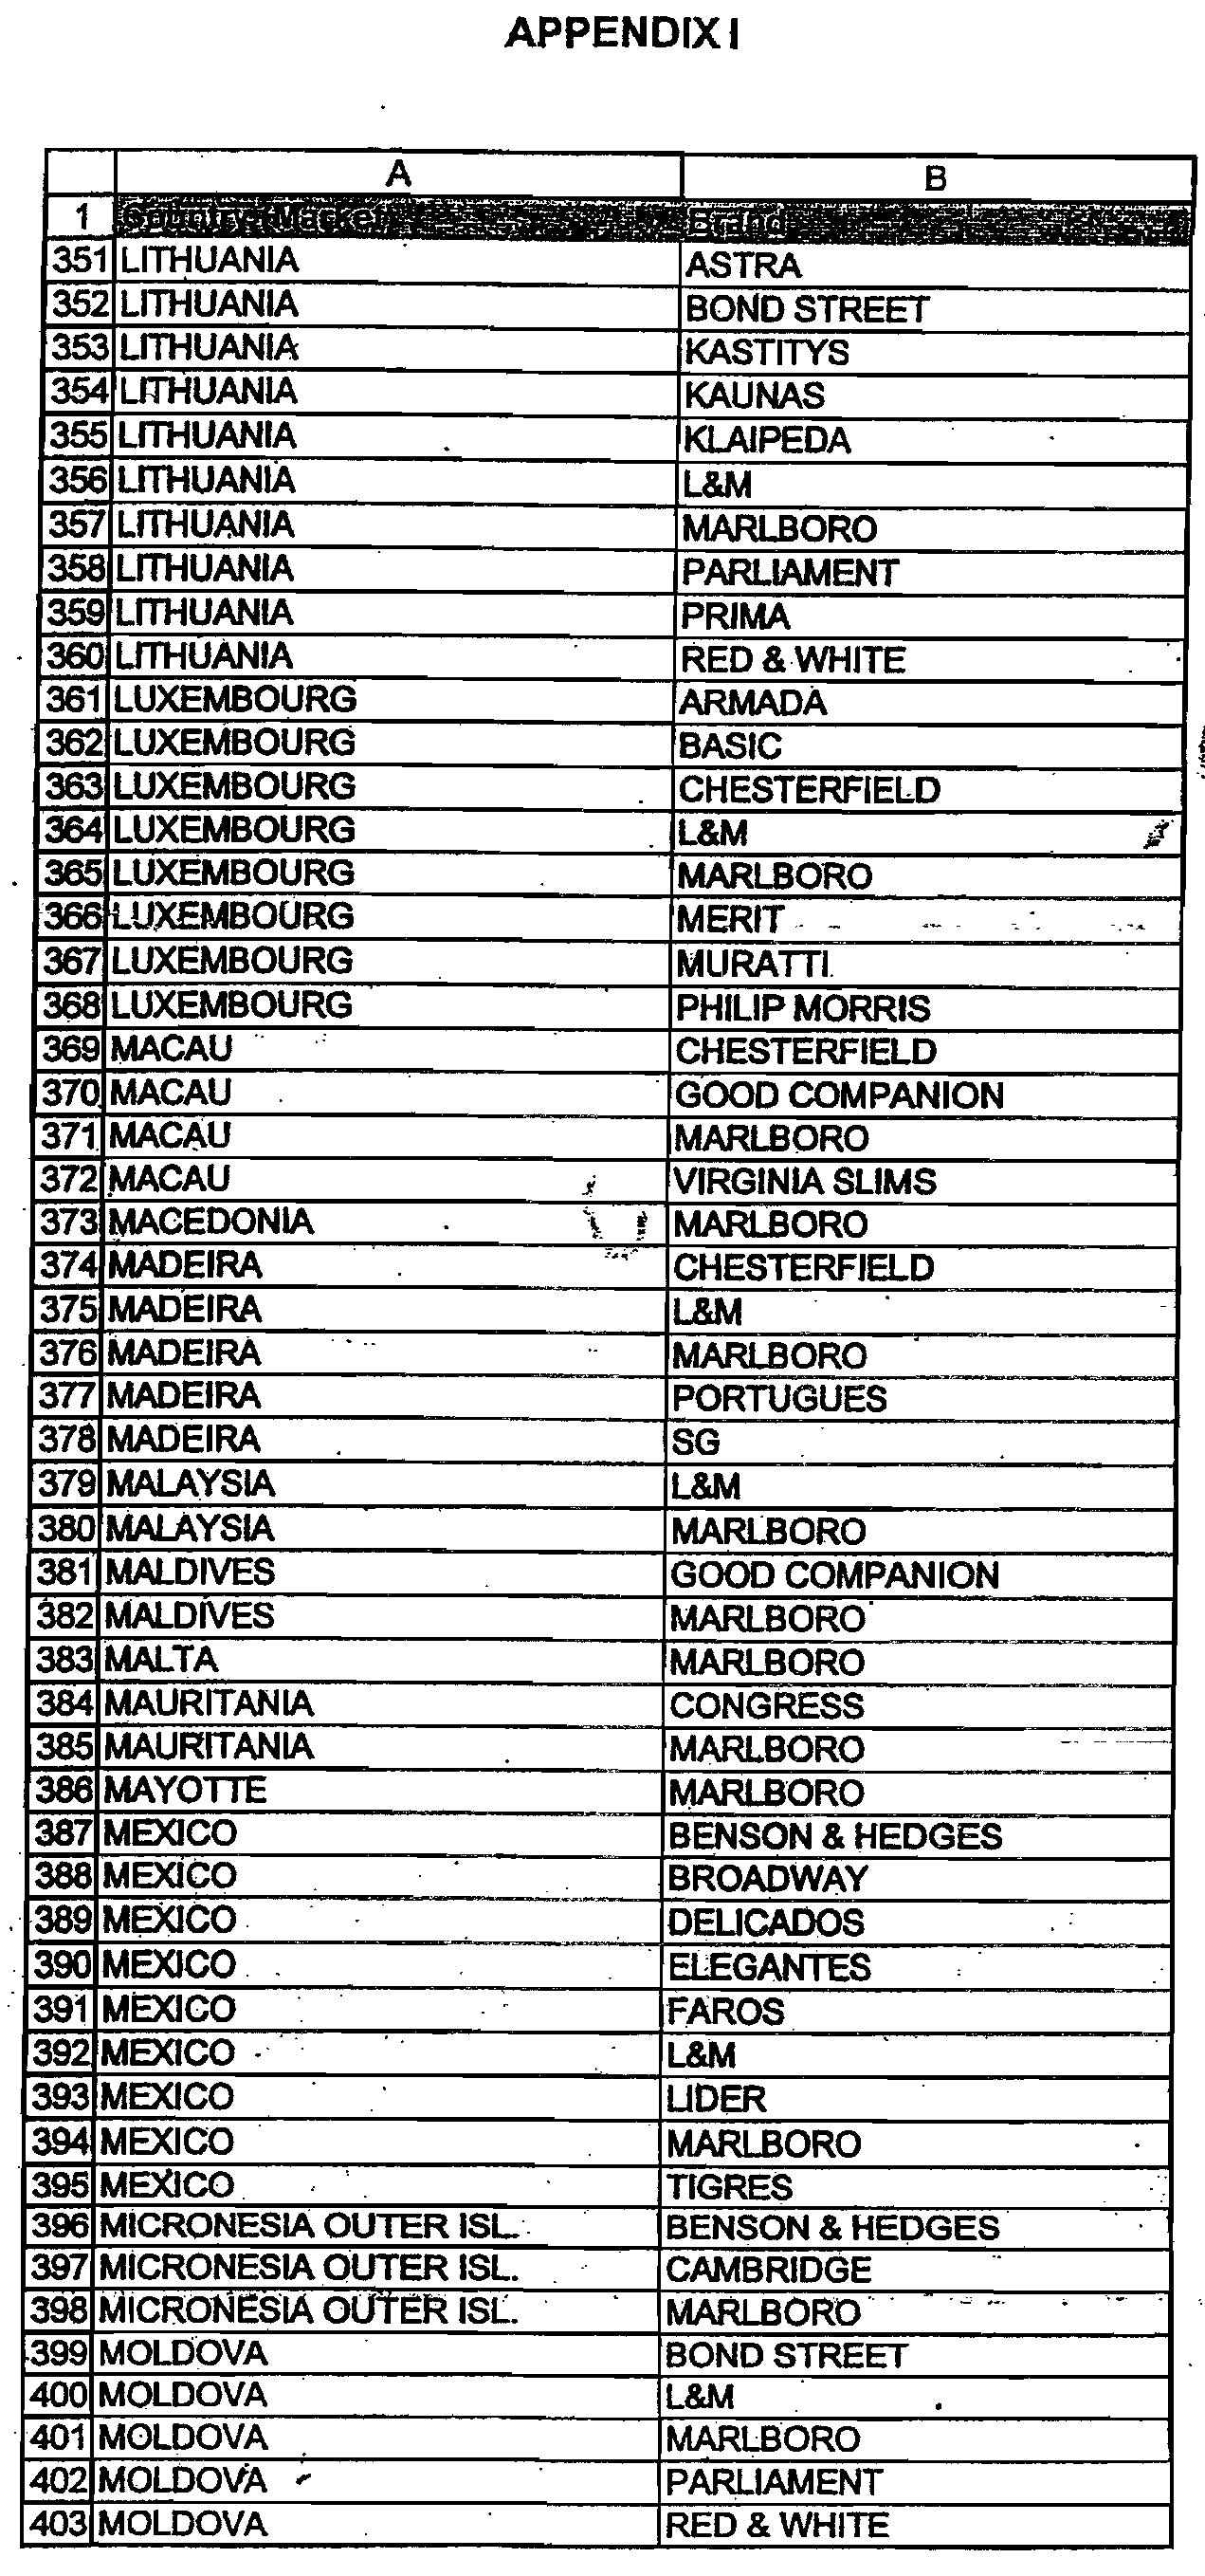 APPENDIX I
A B
1 Country (Market) Brand
351 LITHUANIA ASTRA
352 LITHUANIA BOND STREET
353 LITHUANIA KASTITYS
354 LITHUANIA KAUNAS
355 LITHUANIA KLAIPEDA
356 LITHUANIA L&M
357 LITHUANIA MARLBORO
358 LITHUANIA PARLIAMENT
359 LITHUANIA PRIMA
360 LITHUANIA RED & WHITE
361 LUXEMBOURG ARMADA
362 LUXEMBOURG BASIC
363 LUXEMBOURG CHESTERFIELD
364 LUXEMBOURG L&M
365 LUXEMBOURG MARLBORO
366 LUXEMBOURG MERIT
367 LUXEMBOURG MURATTI
368 LUXEMBOURG PHILIP MORRIS
369 MACAU CHESTERFIELD
370 MACAU GOOD COMPANION
371 MACAU MARLBORO
372 MACAU VIRGINIA SLIMS
373 MACEDONIA MARLBORO
374 MADEIRA CHESTERFIELD
375 MADEIRA L&M
376 MADEIRA MARLBORO
377 MADEIRA PORTUGUES
378 MADEIRA SG
379 MALAYSIA L&M
380 MALAYSIA MARLBORO
381 MALDIVES GOOD COMPANION
382 MALDIVES MARLBORO
383 MALTA MARLBORO
384 MAURITANIA CONGRESS
385 MAURITANIA MARLBORO
386 MAYOTTE MARLBORO
387 MEXICO BENSON & HEDGES
388 MEXICO BROADWAY
389 MEXICO DELICADOS
390 MEXICO ELEGANTES
391 MEXICO FAROS
392 MEXICO L&M
393 MEXICO LIDER
394 MEXICO MARLBORO
395 MEXICO TIGRES
396 MICRONESIA OUTER ISL. BENSON & HEDGES
397 MICRONESIA OUTER ISL. CAMBRIDGE
398 MICRONESIA OUTER ISL. MARLBORO
399 MOLDOVA BOND STREET
400 MOLDOVA L&M
401 MOLDOVA MARLBORO
402 MOLDOVA PARLIAMENT
403 MOLDOVA RED & WHITE